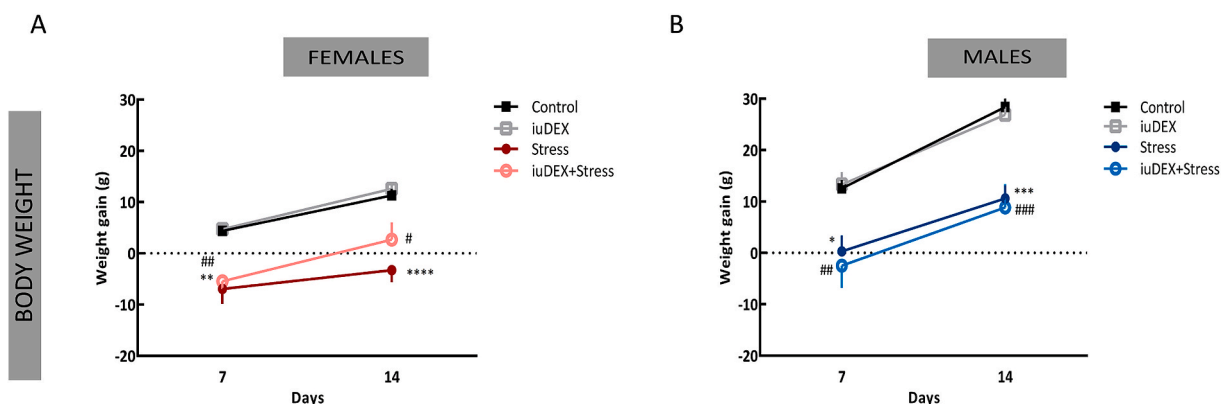 A
FEMALES
BODY WEIGHT
Weight gain (g)
30
20
10
0
-10
-20
7
14
Days
##
**
#
****
Control
iuDEX
Stress
iuDEX+Stress
B
MALES
Weight gain (g)
30
20
10
0
-10
-20
7
14
Days
*
##
***
###
Control
iuDEX
Stress
iuDEX+Stress